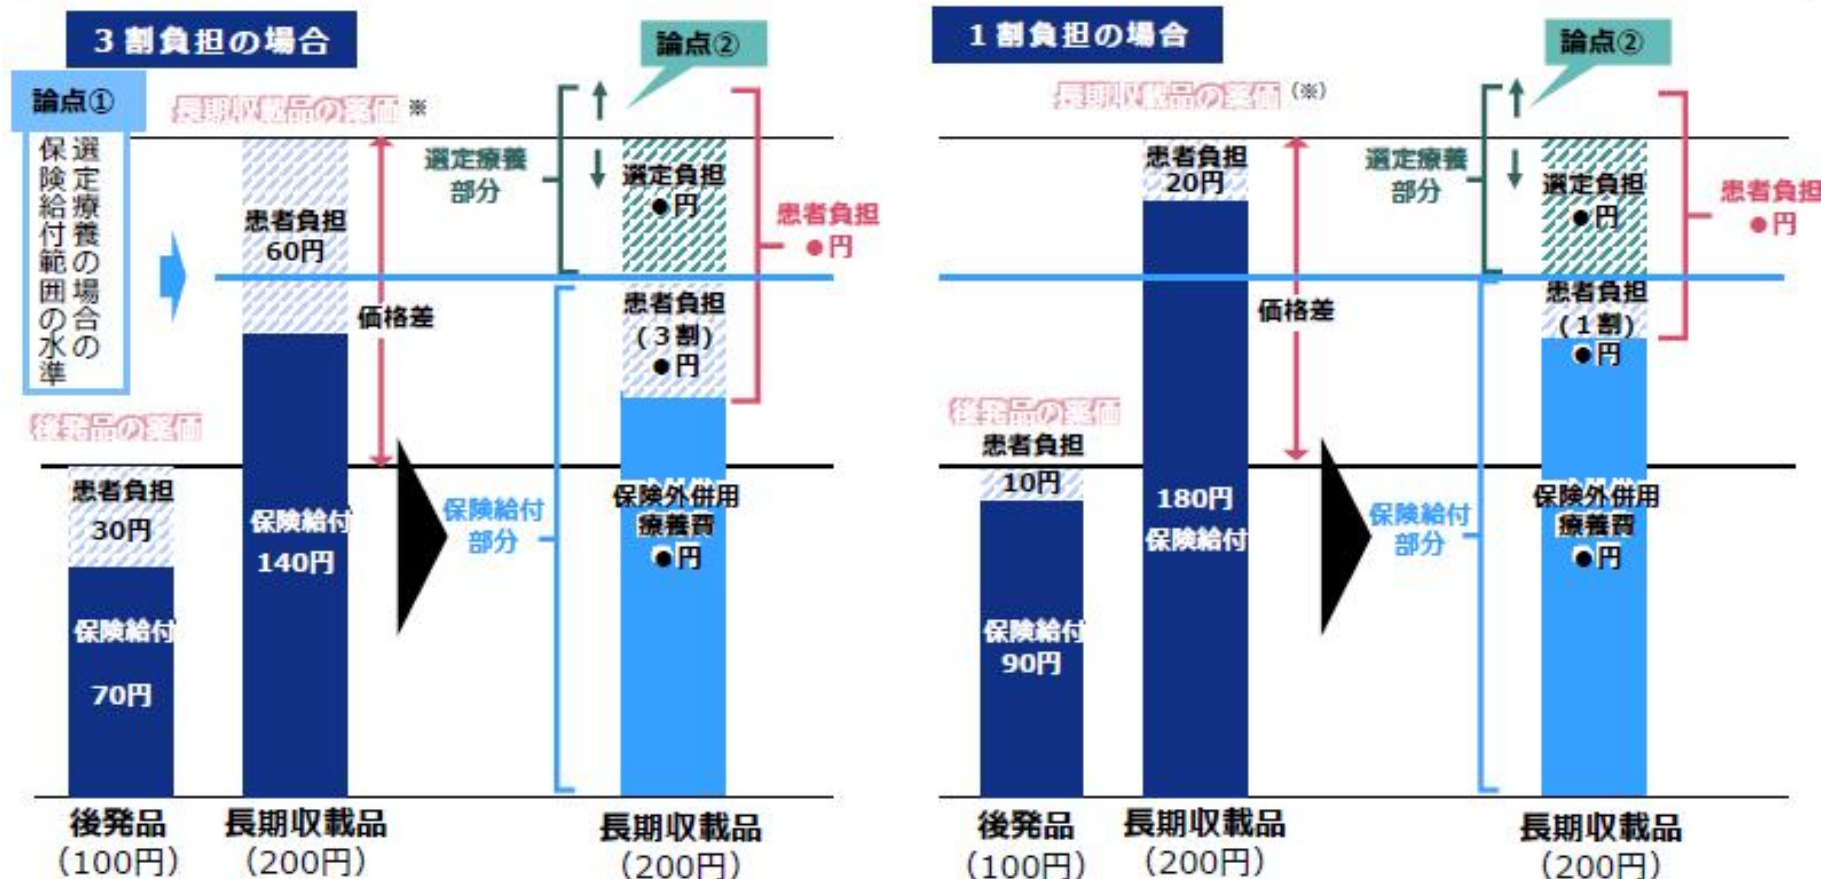 3割負担の場合
論点①
選定療養の場合の
保険給付範囲の水準
長期収載品の薬価 ※
患者負担
60円
価格差
後発品の薬価
患者負担
30円
保険給付
70円
保険給付
140円
論点②
選定療養
部分
選定負担
●円
患者負担
●円
患者負担
(3割)
●円
保険給付
部分
保険外併用
療養費
●円
後発品
(100円)
長期収載品
(200円)
長期収載品
(200円)
1割負担の場合
長期収載品の薬価 (※)
患者負担
20円
価格差
後発品の薬価
患者負担
10円
保険給付
90円
180円
保険給付
論点②
選定療養
部分
選定負担
●円
患者負担
●円
患者負担
(1割)
●円
保険給付
部分
保険外併用
療養費
●円
後発品
(100円)
長期収載品
(200円)
長期収載品
(200円)